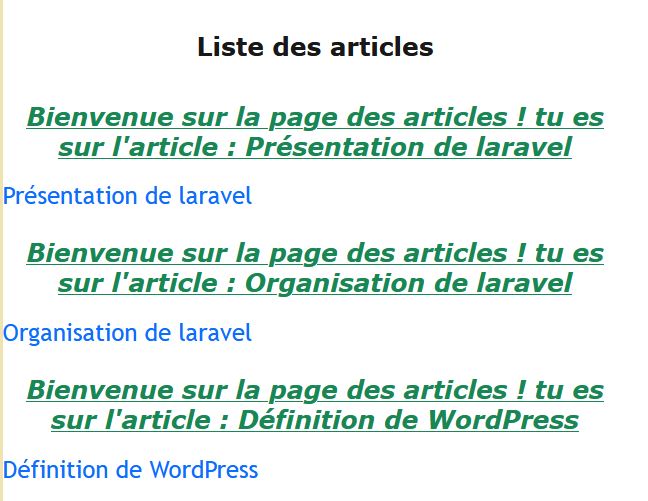 Liste des articles
Bienvenue sur la page des articles ! tu es
sur l'article : Présentation de laravel
Présentation de laravel
Bienvenue sur la page des articles ! tu es
sur l'article : Organisation de laravel
Organisation de laravel
Bienvenue sur la page des articles ! tu es
sur l'article : Définition de WordPress
Définition de WordPress